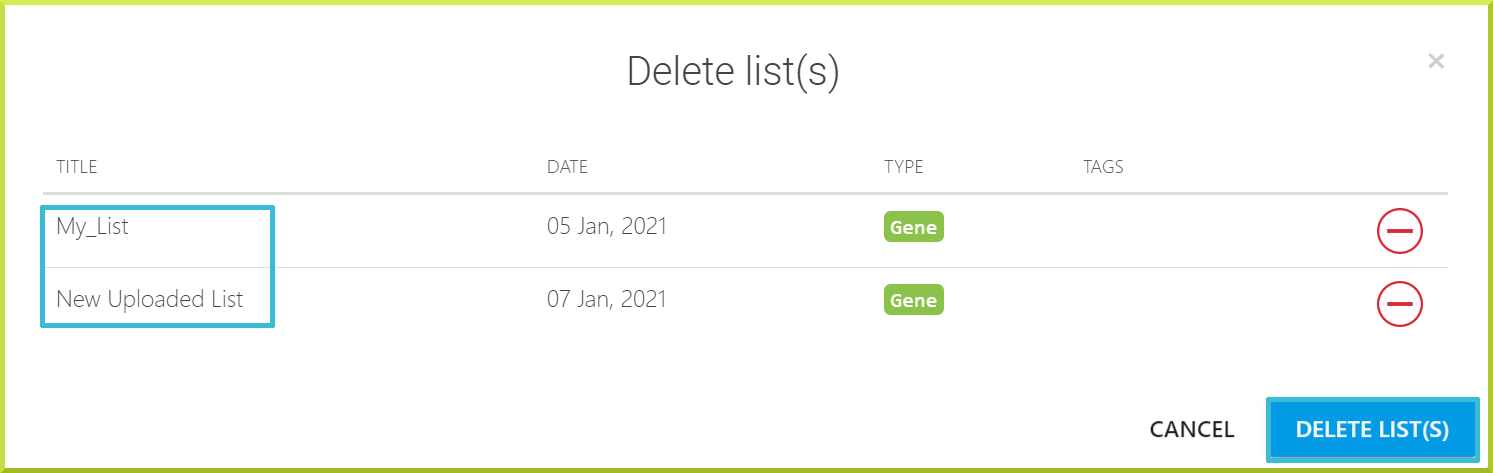 Delete list(s)
×
TITLE DATE TYPE TAGS
My_List 05 Jan, 2021 Gene
New Uploaded List 07 Jan, 2021 Gene
CANCEL DELETE LIST(S)